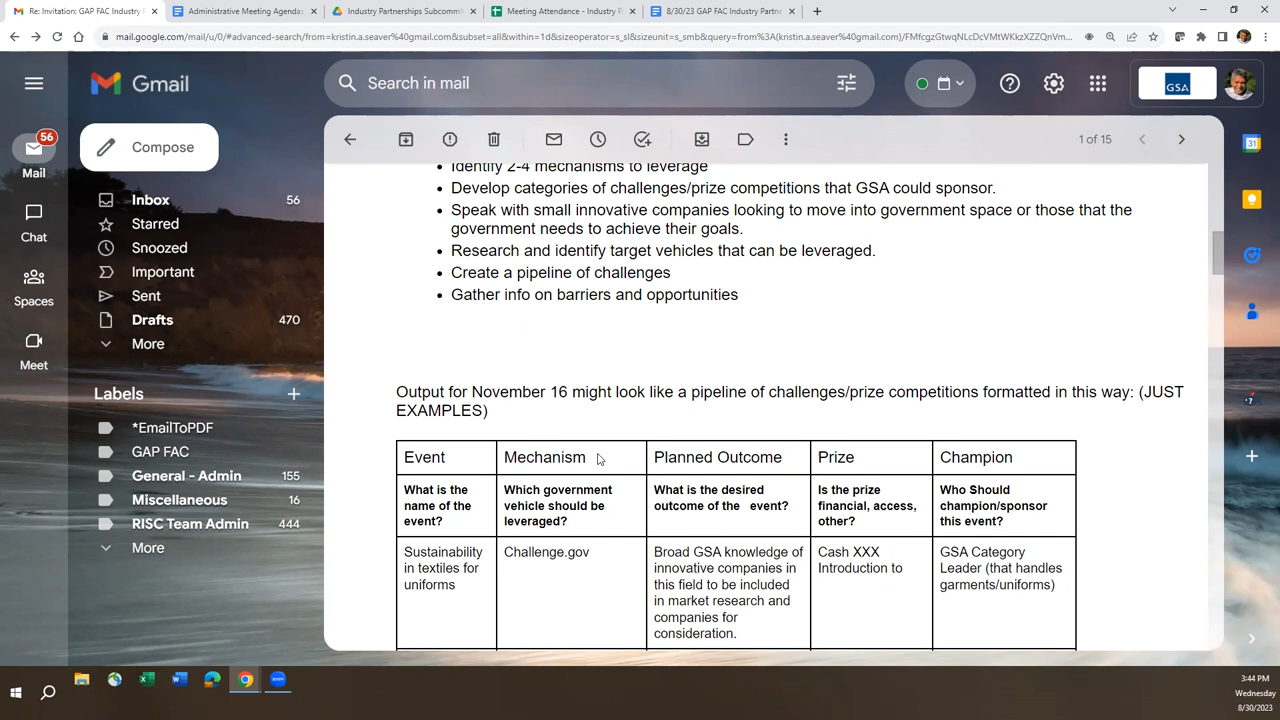 Re: Invitation: GAP FAC Industry P
Administrative Meeting Agendas
Industry Partnerships Subcommitt
Meeting Attendance - Industry P
8/30/23 GAP FAC Industry Partne
mail.google.com/mail/u/0/#advanced-search/from=kristin.a.seaver%40gmail.com&subset=all&within=1d&sizeoperator=s_sl&sizeunit=s_smb&query=from%3A(kristin.a.seaver%40gmail.com)/FMfcgzGtwqNLcDcVMtWKkzXZZQnVm...
Gmail
Search in mail
GSA
56
Mail
Chat
Spaces
Meet
Compose
Inbox 56
Starred
Snoozed
Important
Sent
Drafts 470
More
Labels
*EmailToPDF
GAP FAC
General - Admin 155
Miscellaneous 16
RISC Team Admin 444
More
1 of 15
31
• Identify 2-4 mechanisms to leverage
• Develop categories of challenges/prize competitions that GSA could sponsor.
• Speak with small innovative companies looking to move into government space or those that the
government needs to achieve their goals.
• Research and identify target vehicles that can be leveraged.
• Create a pipeline of challenges
• Gather info on barriers and opportunities
Output for November 16 might look like a pipeline of challenges/prize competitions formatted in this way: (JUST
EXAMPLES)
Event Mechanism Planned Outcome Prize Champion
What is the
name of the
event?
Which government
vehicle should be
leveraged?
What is the desired
outcome of the event?
Is the prize
financial, access,
other?
Who Should
champion/sponsor
this event?
Sustainability
in textiles for
uniforms
Challenge.gov
Broad GSA knowledge of
innovative companies in
this field to be included
in market research and
companies for
consideration.
Cash XXX
Introduction to
GSA Category
Leader (that handles
garments/uniforms)
zoom
3:44 PM
Wednesday
8/30/2023